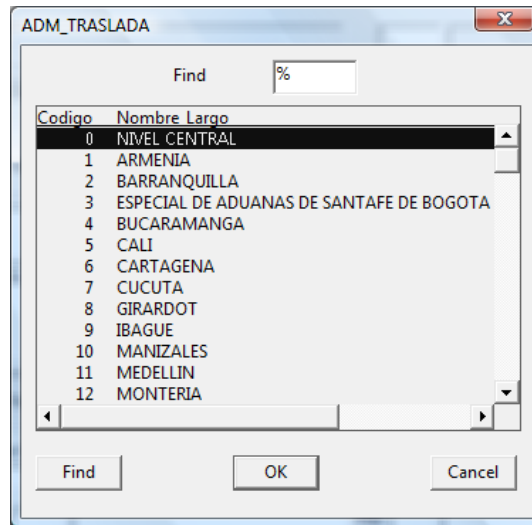 ADM_TRASLADA
Find %
Codigo Nombre Largo
0 NIVEL CENTRAL
1 ARMENIA
2 BARRANQUILLA
3 ESPECIAL DE ADUANAS DE SANTAFE DE BOGOTA
4 BUCARAMANGA
5 CALI
6 CARTAGENA
7 CUCUTA
8 GIRARDOT
9 IBAGUE
10 MANIZALES
11 MEDELLIN
12 MONTERIA
Find OK Cancel